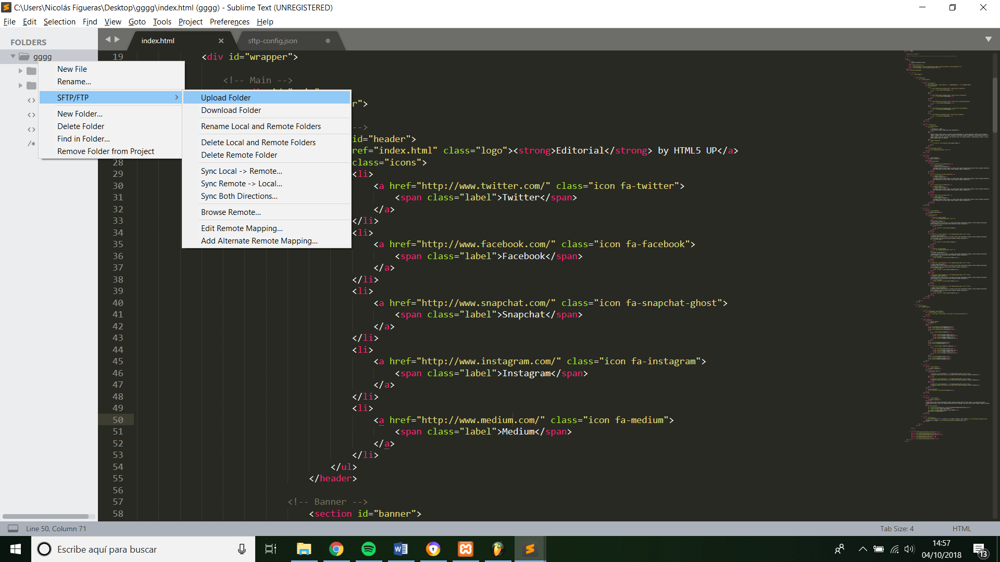 C:\Users\Nicolás Figueras\Desktop\gggg\index.html (gggg) - Sublime Text (UNREGISTERED)
File Edit Selection Find View Goto Tools Project Preferences Help
FOLDERS
index.html
sftp-config.json
gggg
New File
Rename...
SFTP/FTP
New Folder...
Delete Folder
Find in Folder...
Remove Folder from Project
Upload Folder
Download Folder
Rename Local and Remote Folders
Delete Local and Remote Folders
Delete Remote Folder
Sync Local -> Remote...
Sync Remote -> Local...
Sync Both Directions...
Browse Remote...
Edit Remote Mapping...
Add Alternate Remote Mapping...
19 <div id="wrapper">
<!-- Main -->
r">
-->
id="header">
ref="index.html" class="logo"><strong>Editorial</strong> by HTML5 UP</a>
28 class="icons">
29 <li>
30 <a href="http://www.twitter.com/" class="icon fa-twitter">
31 <span class="label">Twitter</span>
32 </a>
33 </li>
34 <li>
35 <a href="http://www.facebook.com/" class="icon fa-facebook">
36 <span class="label">Facebook</span>
37 </a>
38 </li>
39 <li>
40 <a href="http://www.snapchat.com/" class="icon fa-snapchat-ghost">
41 <span class="label">Snapchat</span>
42 </a>
43 </li>
44 <li>
45 <a href="http://www.instagram.com/" class="icon fa-instagram">
46 <span class="label">Instagram</span>
47 </a>
48 </li>
49 <li>
50 <a href="http://www.medium.com/" class="icon fa-medium">
51 <span class="label">Medium</span>
52 </a>
53 </li>
54 </ul>
55 </header>
56
57 <!-- Banner -->
58 <section id="banner">
Line 50, Column 71
Tab Size: 4
HTML
Escribe aquí para buscar
14:57
04/10/2018
13